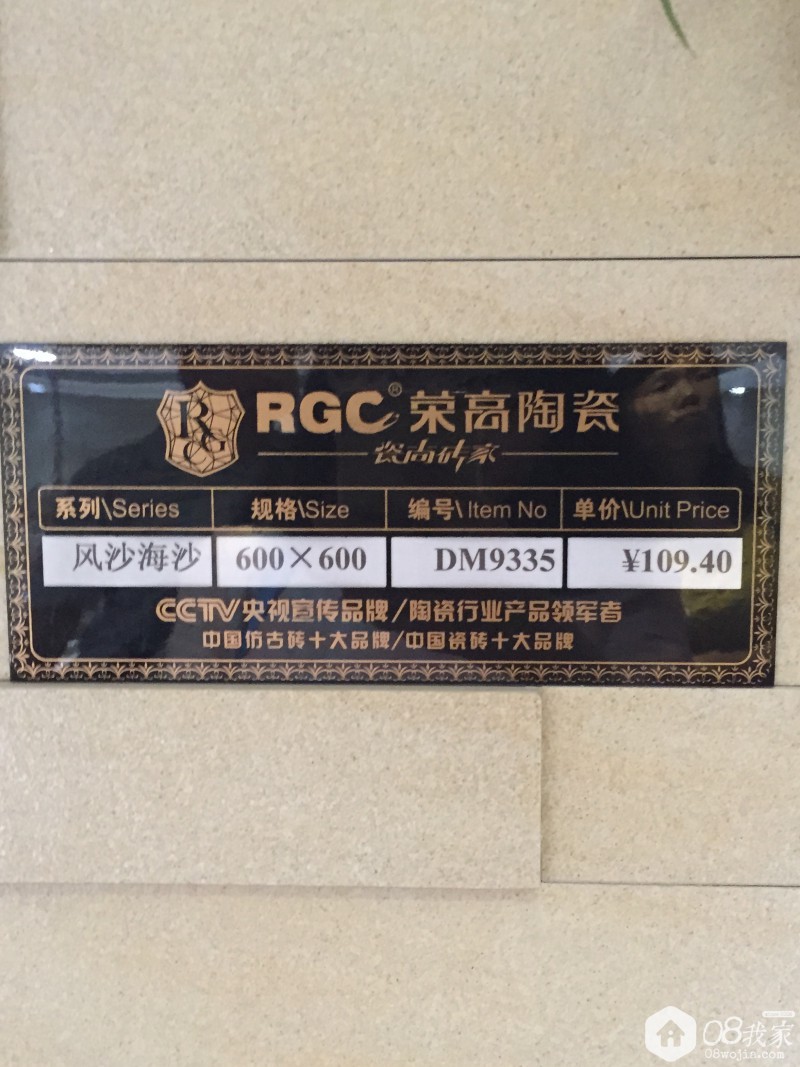 RGC
RGC® 荣高陶瓷
瓷尚砖家
系列\Series 规格\Size 编号\Item No 单价\Unit Price
风沙海沙 600×600 DM9335 ¥109.40
CCTV央视宣传品牌/陶瓷行业产品领军者
中国仿古砖十大品牌/中国瓷砖十大品牌
08我家
08wojin.com